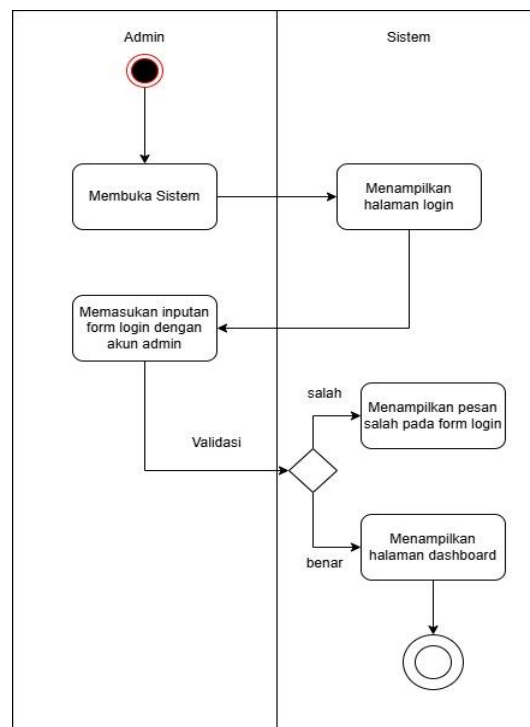 Admin
Sistem
Membuka Sistem
Menampilkan
halaman login
Memasukan inputan
form login dengan
akun admin
salah
Menampilkan pesan
salah pada form login
Validasi
Menampilkan
halaman dashboard
benar